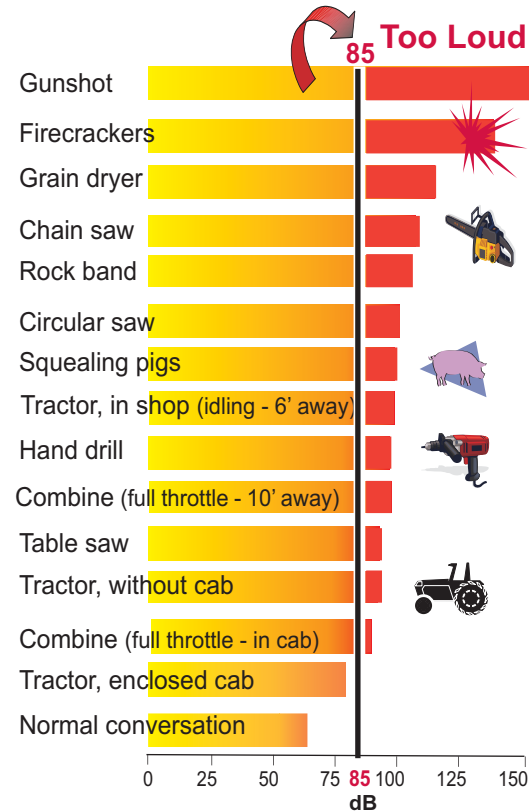 Too Loud
85
Gunshot
Firecrackers
Grain dryer
Chain saw
Rock band
Circular saw
Squealing pigs
Tractor, in shop (idling - 6’ away)
Hand drill
Combine (full throttle - 10’ away)
Table saw
Tractor, without cab
Combine (full throttle - in cab)
Tractor, enclosed cab
Normal conversation
0 25 50 75 85 100 125 150
dB